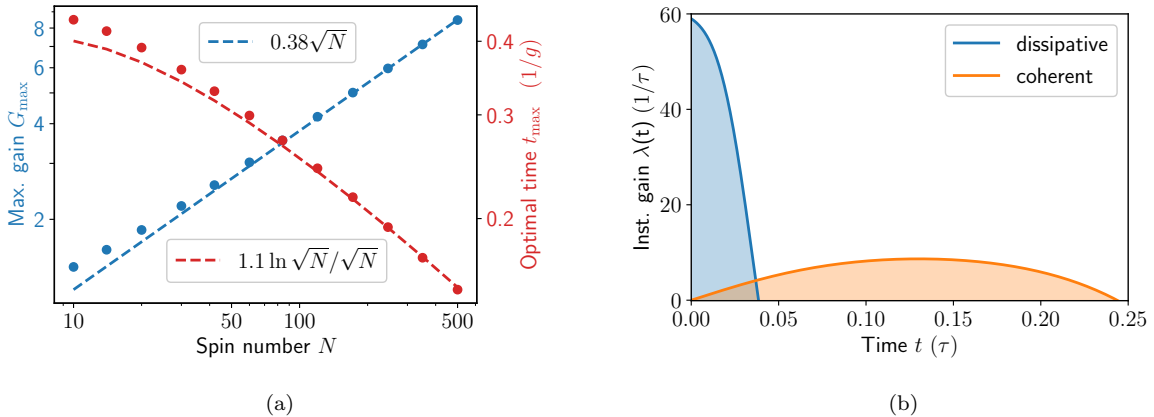 Max. gain G_max
8
6
4
2
0.38√N
1.1 ln √N/√N
0.4
0.3
0.2
Optimal time t_max (1/g)
10
50
100
500
Spin number N
(a)
Inst. gain λ(t) (1/τ)
60
40
20
0
dissipative
coherent
0.00
0.05
0.10
0.15
0.20
0.25
Time t (τ)
(b)